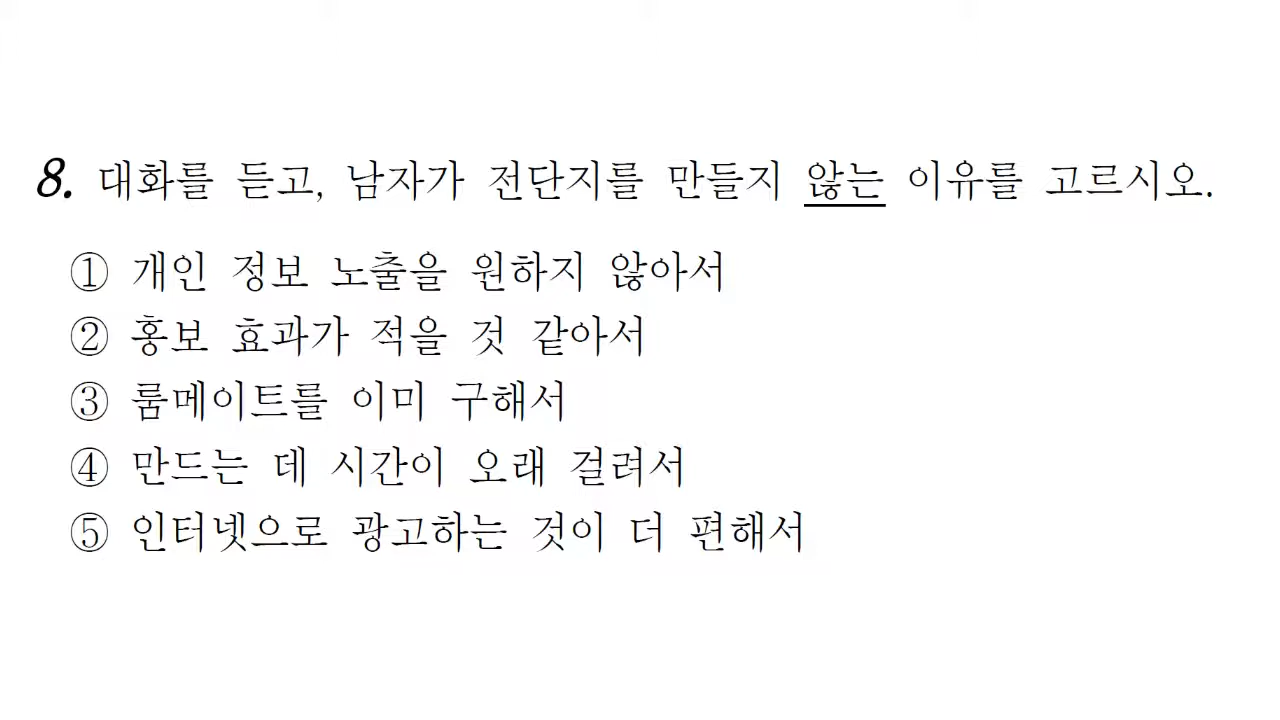 8. 대화를 듣고, 남자가 전단지를 만들지 않는 이유를 고르시오.
① 개인 정보 노출을 원하지 않아서
② 홍보 효과가 적을 것 같아서
③ 룸메이트를 이미 구해서
④ 만드는 데 시간이 오래 걸려서
⑤ 인터넷으로 광고하는 것이 더 편해서